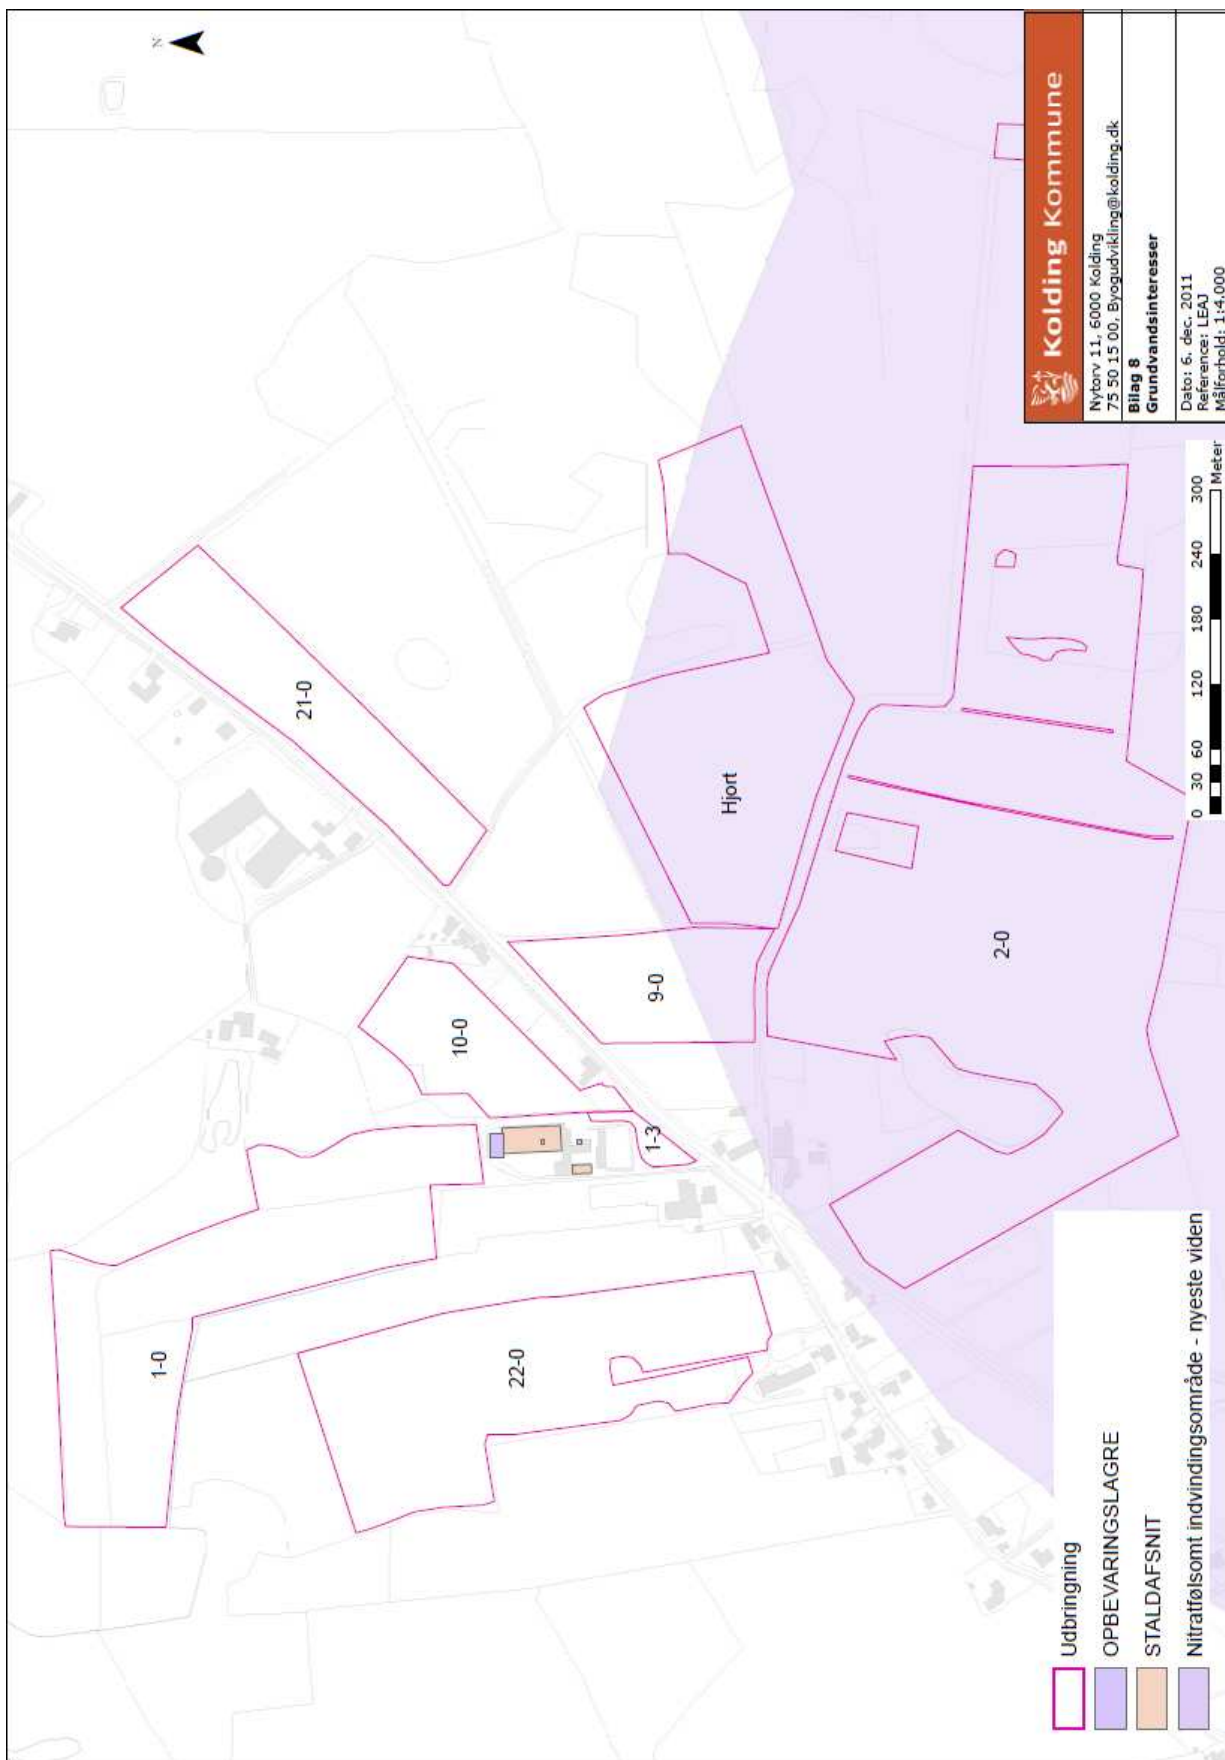 N
21-0
10-0
1-0
22-0
1-3
9-0
Hjort
2-0
Udbringning
OPBEVARINGSLAGRE
STALDAFSNIT
Nitratfølsomt indvindingsområde - nyeste viden
0 30 60 120 180 240 300
Meter
Kolding Kommune
Nytorv 11, 6000 Kolding
75 50 15 00, Byogudvikling@kolding.dk
Bilag 8
Grundvandsinteresser
Dato: 6. dec. 2011
Reference: LEAJ
Målforhold: 1:4.000